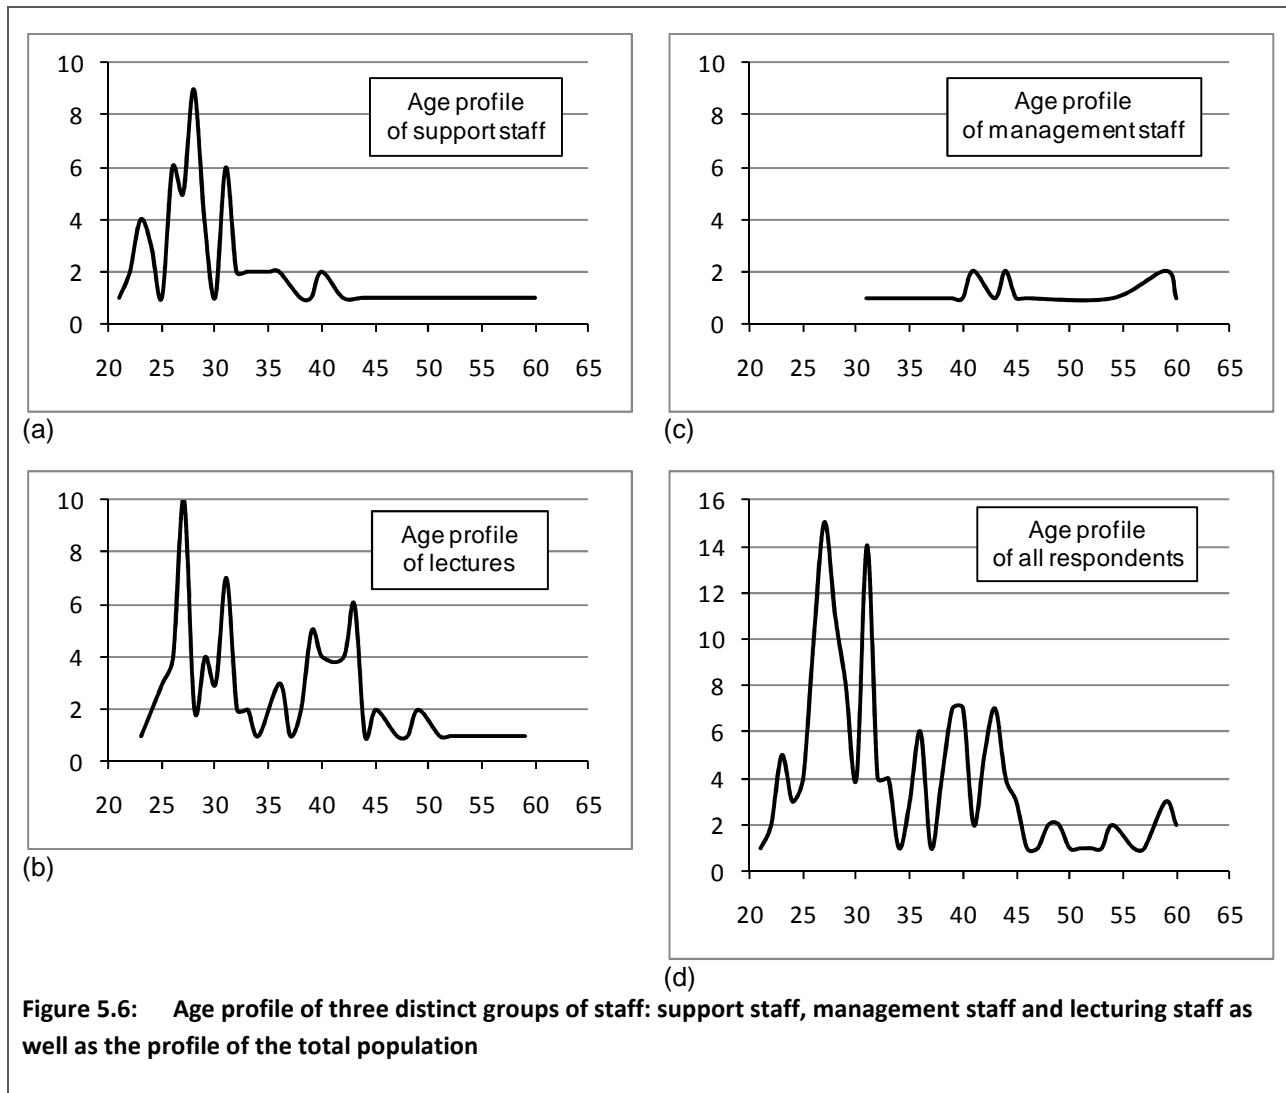 10
8
6
4
2
0
20 25 30 35 40 45 50 55 60 65
Age profile
of support staff
(a)
10
8
6
4
2
0
20 25 30 35 40 45 50 55 60 65
Age profile
of management staff
(c)
10
8
6
4
2
0
20 25 30 35 40 45 50 55 60 65
Age profile
of lectures
(b)
16
14
12
10
8
6
4
2
0
20 25 30 35 40 45 50 55 60 65
Age profile
of all respondents
(d)
Figure 5.6: Age profile of three distinct groups of staff: support staff, management staff and lecturing staff as
well as the profile of the total population